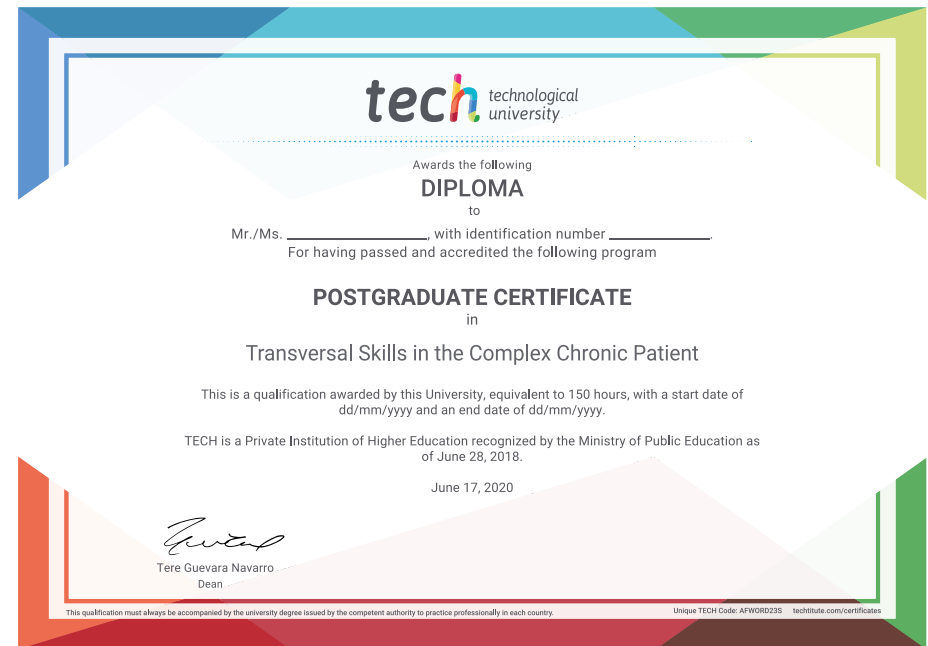 tech technological
university
Awards the following
DIPLOMA
to
Mr./Ms. ____________________, with identification number ______________.
For having passed and accredited the following program
POSTGRADUATE CERTIFICATE
in
Transversal Skills in the Complex Chronic Patient
This is a qualification awarded by this University, equivalent to 150 hours, with a start date of
dd/mm/yyyy and an end date of dd/mm/yyyy.
TECH is a Private Institution of Higher Education recognized by the Ministry of Public Education as
of June 28, 2018.
June 17, 2020
Tere Guevara Navarro
Dean
This qualification must always be accompanied by the university degree issued by the competent authority to practice professionally in each country.
Unique TECH Code: AFWORD23S techtitute.com/certificates